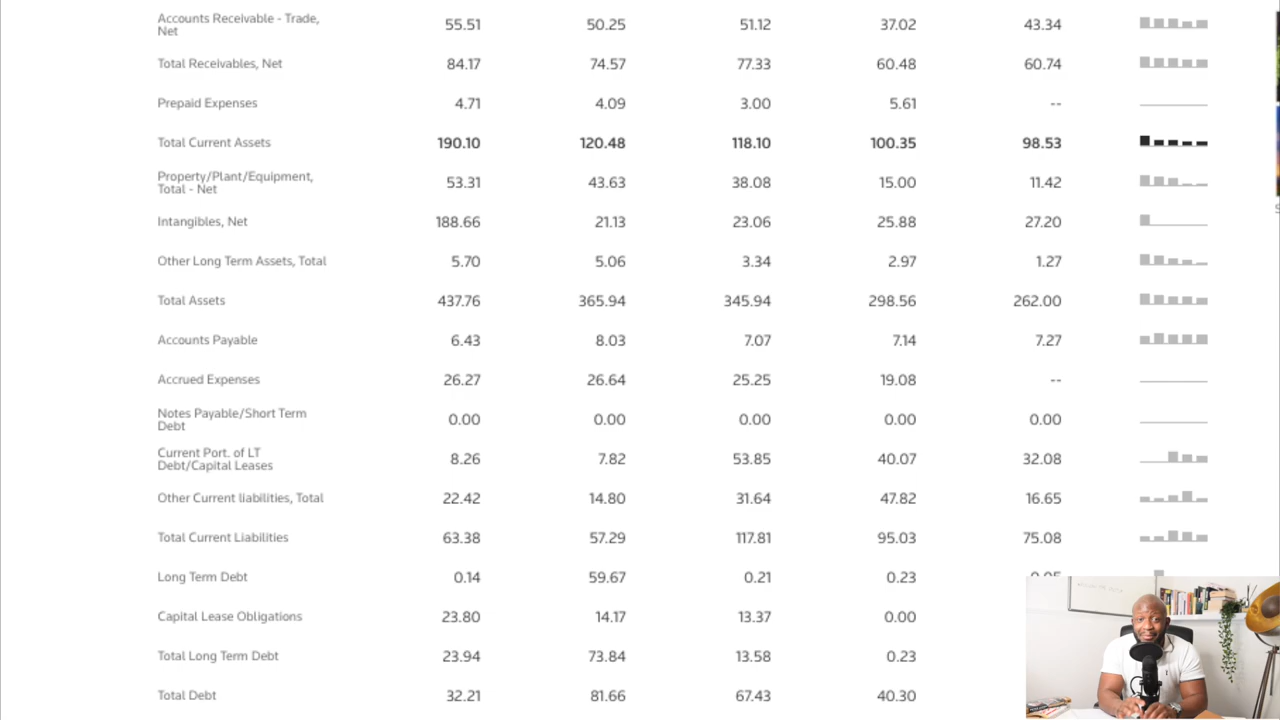 Accounts Receivable - Trade,
Net 55.51 50.25 51.12 37.02 43.34
Total Receivables, Net 84.17 74.57 77.33 60.48 60.74
Prepaid Expenses 4.71 4.09 3.00 5.61 --
Total Current Assets 190.10 120.48 118.10 100.35 98.53
Property/Plant/Equipment,
Total - Net 53.31 43.63 38.08 15.00 11.42
Intangibles, Net 188.66 21.13 23.06 25.88 27.20
Other Long Term Assets, Total 5.70 5.06 3.34 2.97 1.27
Total Assets 437.76 365.94 345.94 298.56 262.00
Accounts Payable 6.43 8.03 7.07 7.14 7.27
Accrued Expenses 26.27 26.64 25.25 19.08 --
Notes Payable/Short Term
Debt 0.00 0.00 0.00 0.00 0.00
Current Port. of LT
Debt/Capital Leases 8.26 7.82 53.85 40.07 32.08
Other Current liabilities, Total 22.42 14.80 31.64 47.82 16.65
Total Current Liabilities 63.38 57.29 117.81 95.03 75.08
Long Term Debt 0.14 59.67 0.21 0.23
Capital Lease Obligations 23.80 14.17 13.37 0.00
Total Long Term Debt 23.94 73.84 13.58 0.23
Total Debt 32.21 81.66 67.43 40.30